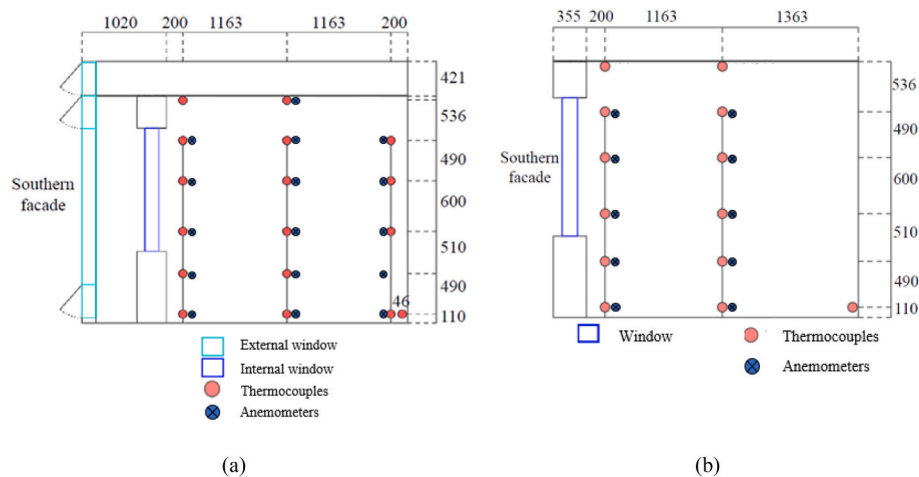 1020 200 1163 1163 200
421
536
490
600
510
490
46
110
Southern
facade
External window
Internal window
Thermocouples
Anemometers
(a)
355 200 1163 1363
536
490
600
510
490
110
Southern
facade
Window
Thermocouples
Anemometers
(b)